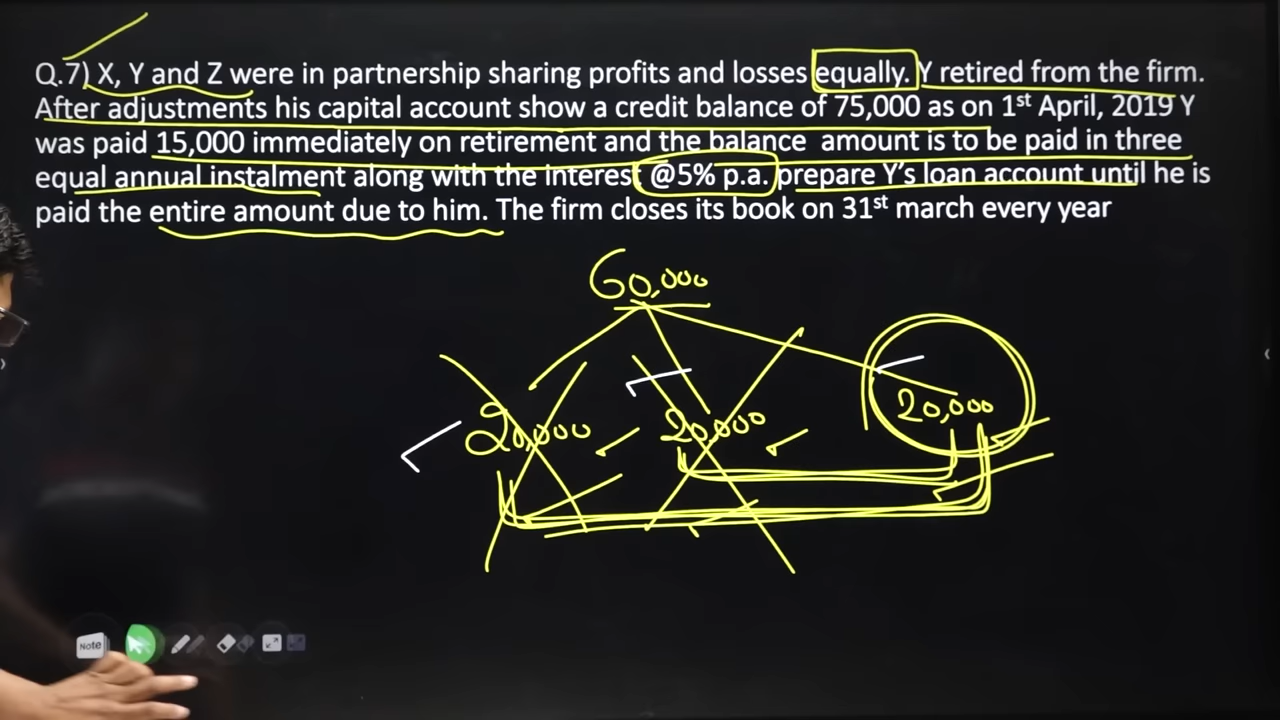 Q.7) X, Y and Z were in partnership sharing profits and losses equally. Y retired from the firm.
After adjustments his capital account show a credit balance of 75,000 as on 1st April, 2019 Y
was paid 15,000 immediately on retirement and the balance amount is to be paid in three
equal annual instalment along with the interest @5% p.a. prepare Y's loan account until he is
paid the entire amount due to him. The firm closes its book on 31st march every year
60,000
20,000 20,000 20,000
Note